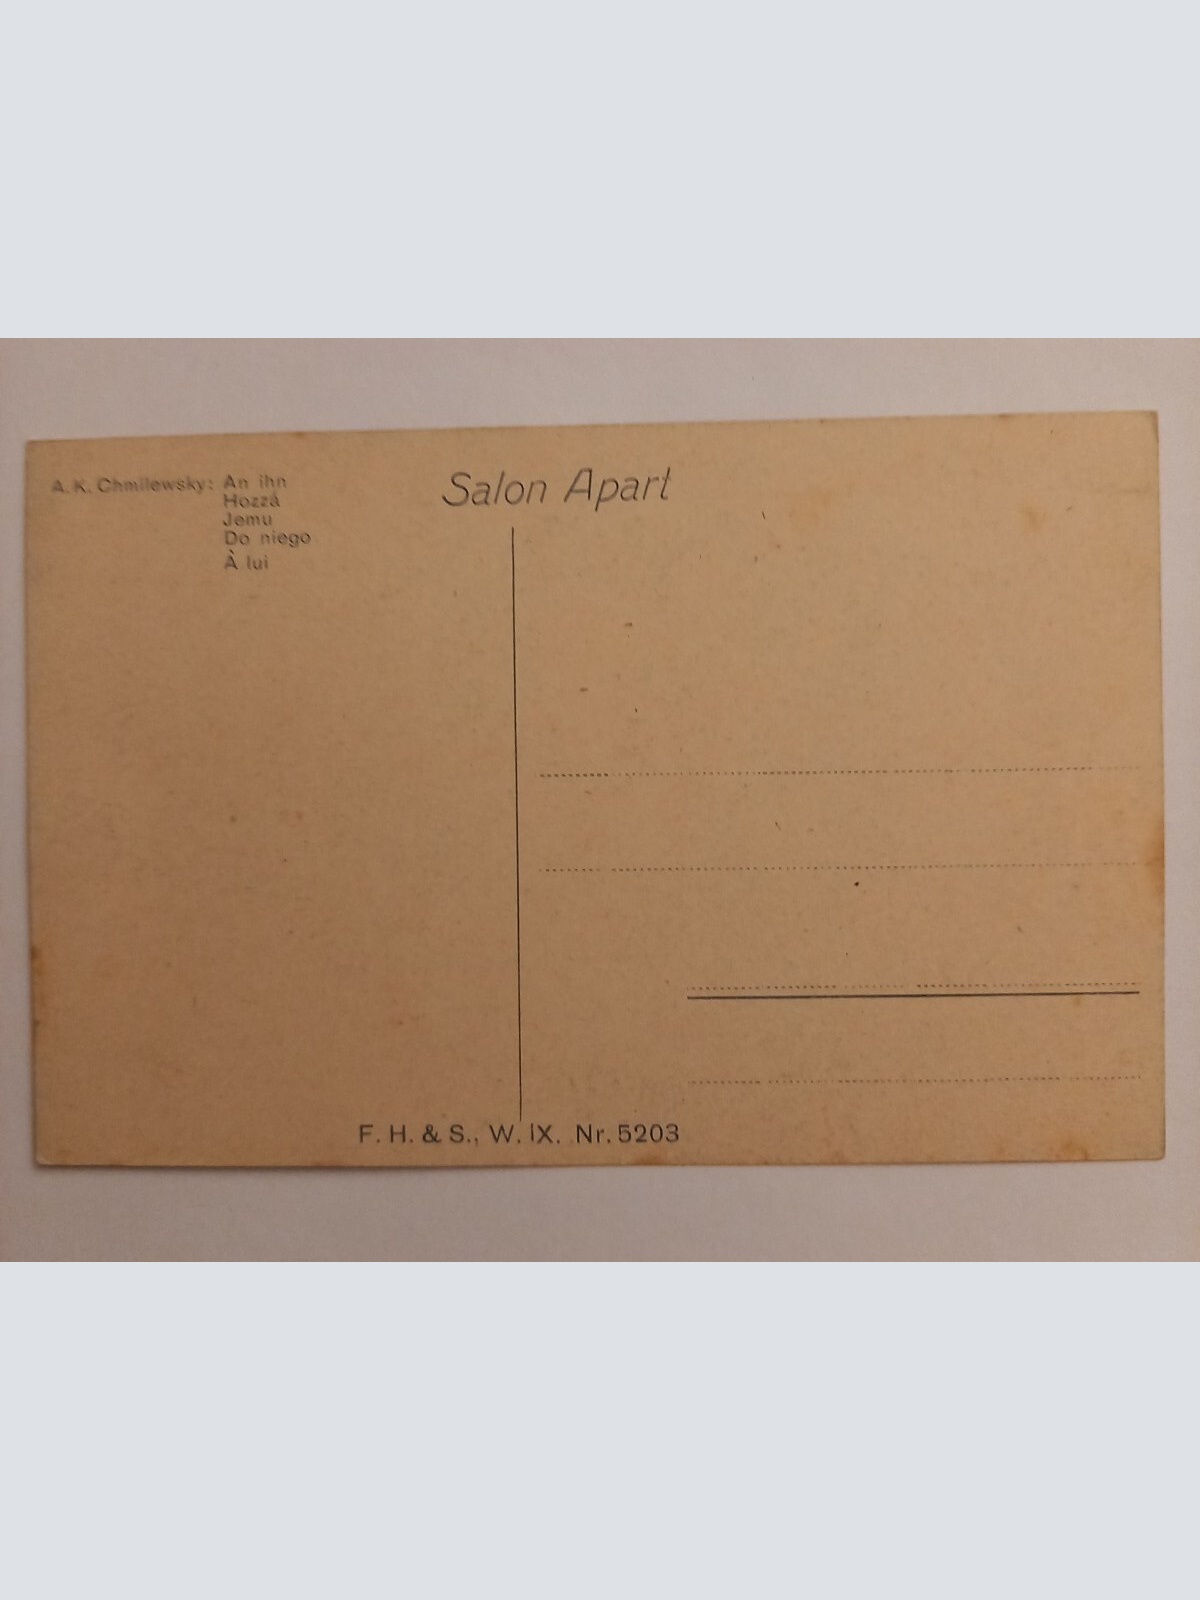 A. K. Chmilewsky: An ihn
Hozzá
Jemu
Do niego
À lui
Salon Apart
F. H. & S., W. IX. Nr. 5203